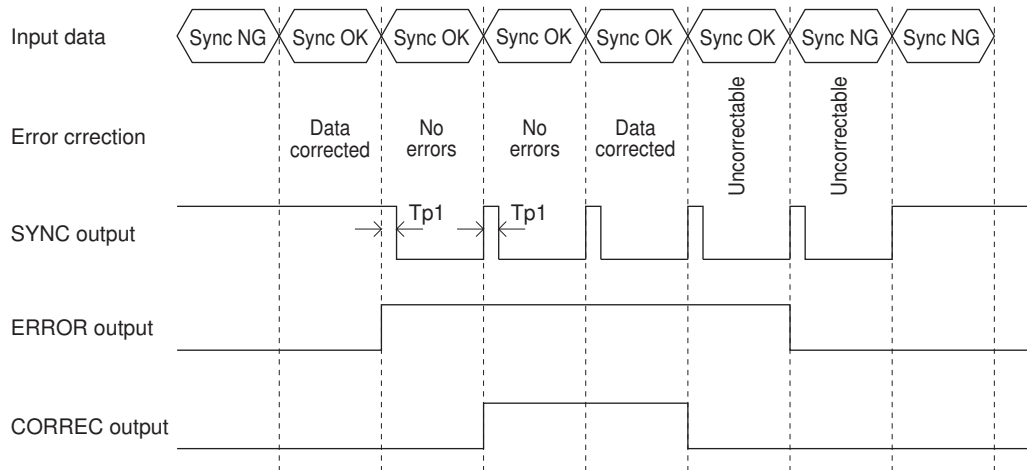 Input data
Sync NG Sync OK Sync OK Sync OK Sync OK Sync OK Sync NG Sync NG
Error crrection
Data corrected
No errors
No errors
Data corrected
Uncorrectable
Uncorrectable
SYNC output
Tp1 Tp1
ERROR output
CORREC output